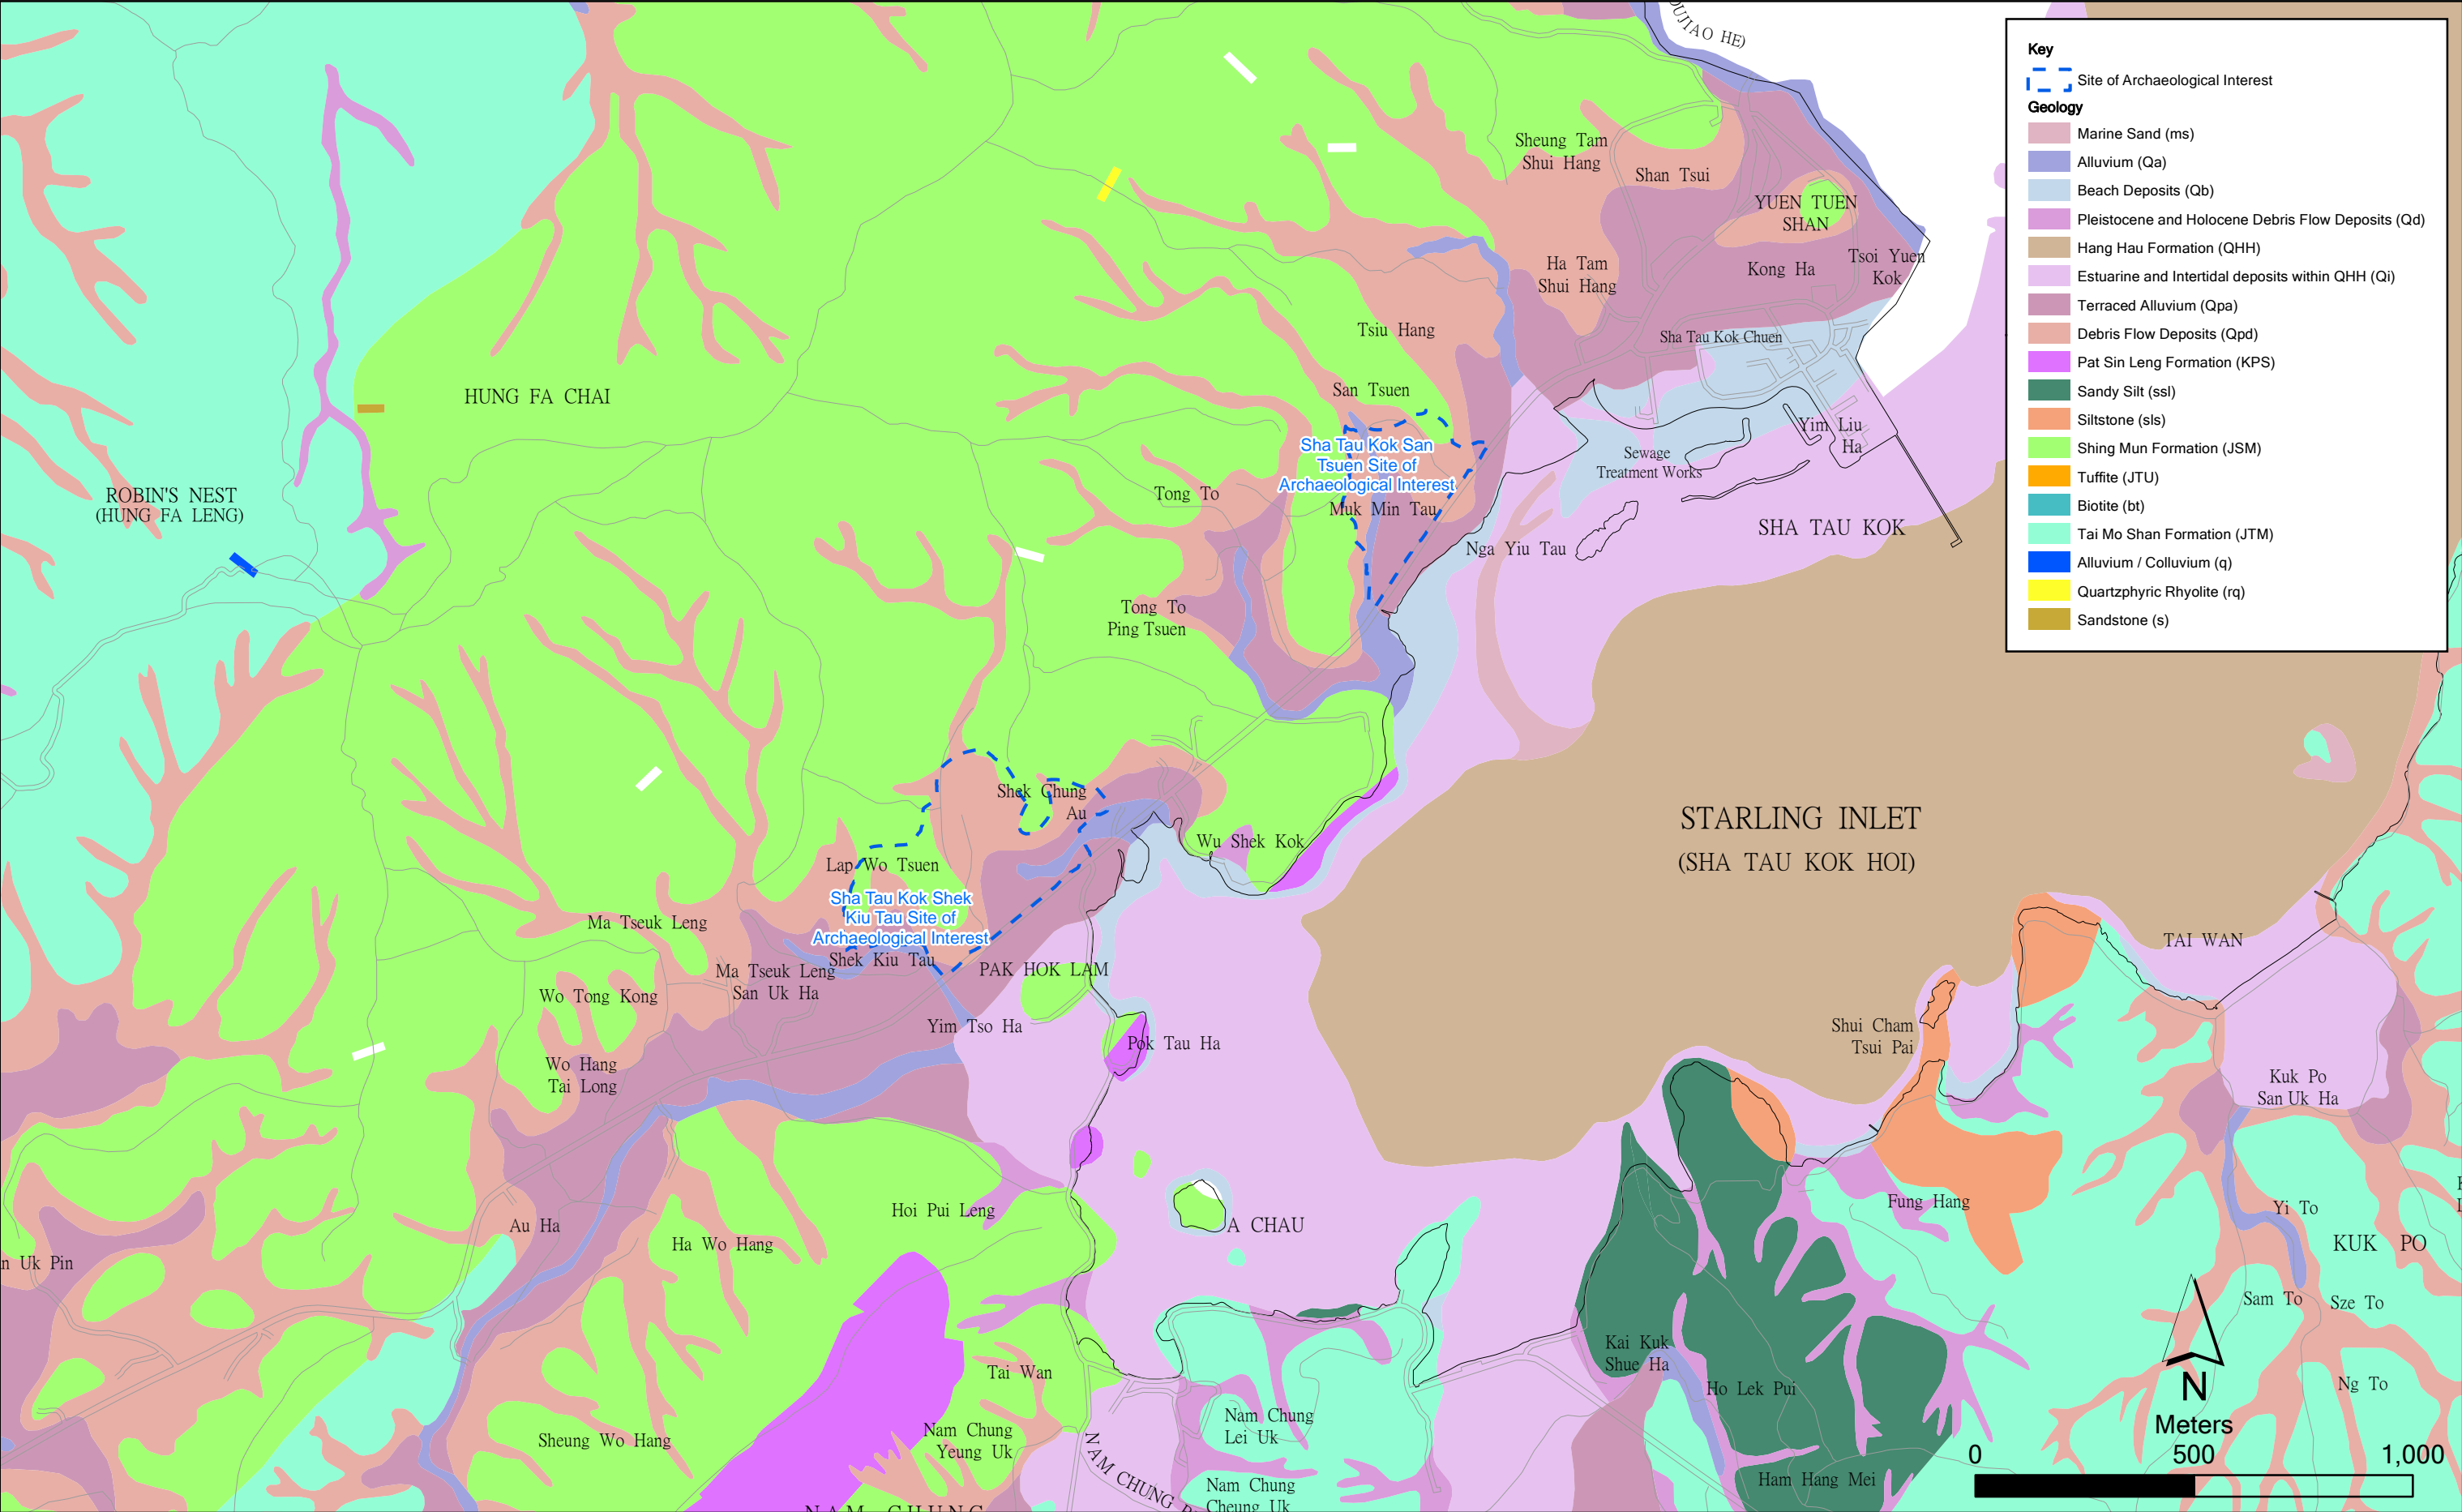 OUJIAO HE)
Key
Site of Archaeological Interest
Geology
Marine Sand (ms)
Alluvium (Qa)
Beach Deposits (Qb)
Pleistocene and Holocene Debris Flow Deposits (Qd)
Hang Hau Formation (QHH)
Estuarine and Intertidal deposits within QHH (Qi)
Terraced Alluvium (Qpa)
Debris Flow Deposits (Qpd)
Pat Sin Leng Formation (KPS)
Sandy Silt (ssl)
Siltstone (sls)
Shing Mun Formation (JSM)
Tuffite (JTU)
Biotite (bt)
Tai Mo Shan Formation (JTM)
Alluvium / Colluvium (q)
Quartzphyric Rhyolite (rq)
Sandstone (s)
Sheung Tam
Shui Hang
Shan Tsui
YUEN TUEN
SHAN
Ha Tam
Shui Hang
Kong Ha
Tsoi Yuen
Kok
Tsiu Hang
Sha Tau Kok Chuen
San Tsuen
HUNG FA CHAI
Yim Liu
Ha
Sewage
Treatment Works
Sha Tau Kok San
Tsuen Site of
Archaeological Interest
Tong To
Muk Min Tau
ROBIN'S NEST
(HUNG FA LENG)
SHA TAU KOK
Nga Yiu Tau
Tong To
Ping Tsuen
Shek Chung
Au
STARLING INLET
(SHA TAU KOK HOI)
Wu Shek Kok
Lap Wo Tsuen
Sha Tau Kok Shek
Kiu Tau Site of
Archaeological Interest
Ma Tseuk Leng
Shek Kiu Tau
PAK HOK LAM
TAI WAN
Ma Tseuk Leng
San Uk Ha
Wo Tong Kong
Yim Tso Ha
Pok Tau Ha
Shui Cham
Tsui Pai
Wo Hang
Tai Long
Kuk Po
San Uk Ha
Hoi Pui Leng
Fung Hang
Yi To
Au Ha
A CHAU
Ha Wo Hang
KUK PO
n Uk Pin
Sam To
Sze To
Kai Kuk
Shue Ha
Tai Wan
Ho Lek Pui
Ng To
Nam Chung
Lei Uk
Nam Chung
Yeung Uk
Sheung Wo Hang
NAM CHUNG
Nam Chung
Cheung Uk
Ham Hang Mei
NAM CHUNG
N
Meters
0
500
1,000